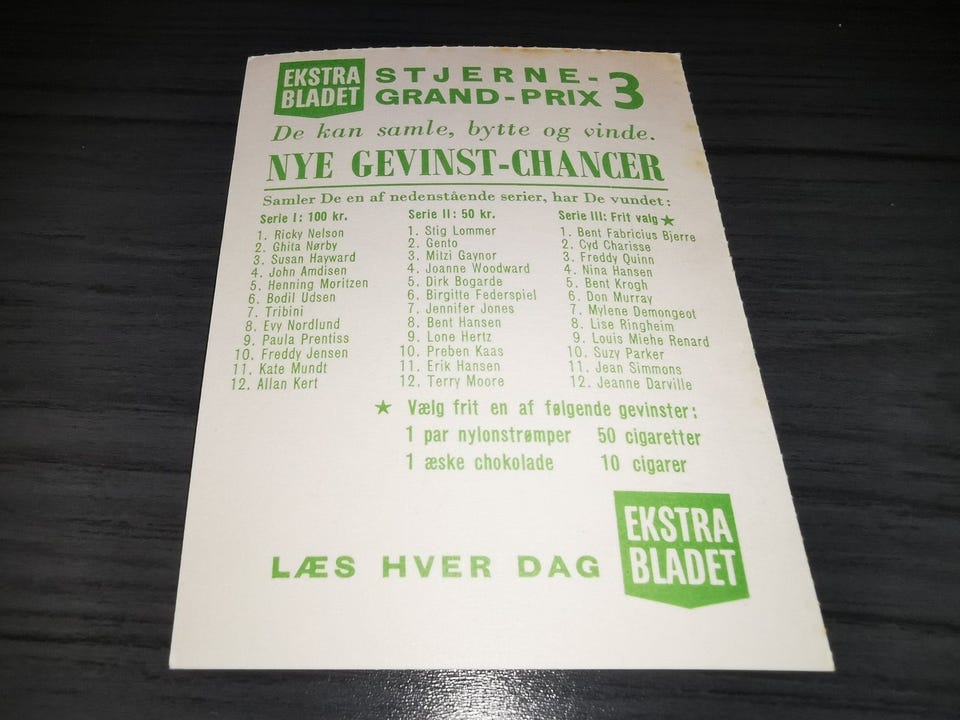 EKSTRA
BLADET
STJERNE-
GRAND-PRIX 3
De kan samle, bytte og vinde.
NYE GEVINST-CHANCER
Samler De en af nedenstående serier, har De vundet:
Serie I: 100 kr.
1. Ricky Nelson
2. Ghita Nørby
3. Susan Hayward
4. John Amdisen
5. Henning Moritzen
6. Bodil Udsen
7. Tribini
8. Evy Nordlund
9. Paula Prentiss
10. Freddy Jensen
11. Kate Mundt
12. Allan Kert
Serie II: 50 kr.
1. Stig Lommer
2. Gento
3. Mitzi Gaynor
4. Joanne Woodward
5. Dirk Bogarde
6. Birgitte Federspiel
7. Jennifer Jones
8. Bent Hansen
9. Lone Hertz
10. Preben Kaas
11. Erik Hansen
12. Terry Moore
Serie III: Frit valg ★
1. Bent Fabricius Bjerre
2. Cyd Charisse
3. Freddy Quinn
4. Nina Hansen
5. Bent Krogh
6. Don Murray
7. Mylene Demongeot
8. Lise Ringheim
9. Louis Miehe Renard
10. Suzy Parker
11. Jean Simmons
12. Jeanne Darville
★ Vælg frit en af følgende gevinster:
1 par nylonstrømper 50 cigaretter
1 æske chokolade 10 cigarer
LÆS HVER DAG
EKSTRA
BLADET